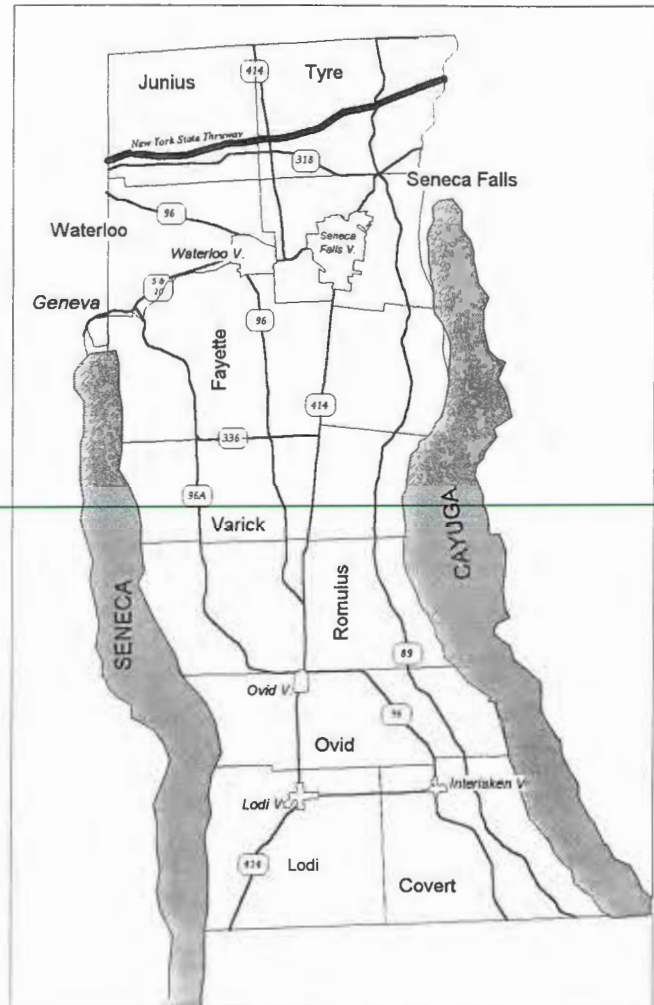 Junius
414
Tyre
New York State Thruway
318
Seneca Falls
96
Waterloo
Waterloo V.
Seneca
Falls V.
5 &
20
Geneva
96
Fayette
414
336
96A
Varick
SENECA
CAYUGA
Romulus
89
Ovid V.
96
Ovid
Lodi V.
Interlaken V
414
Lodi
Covert